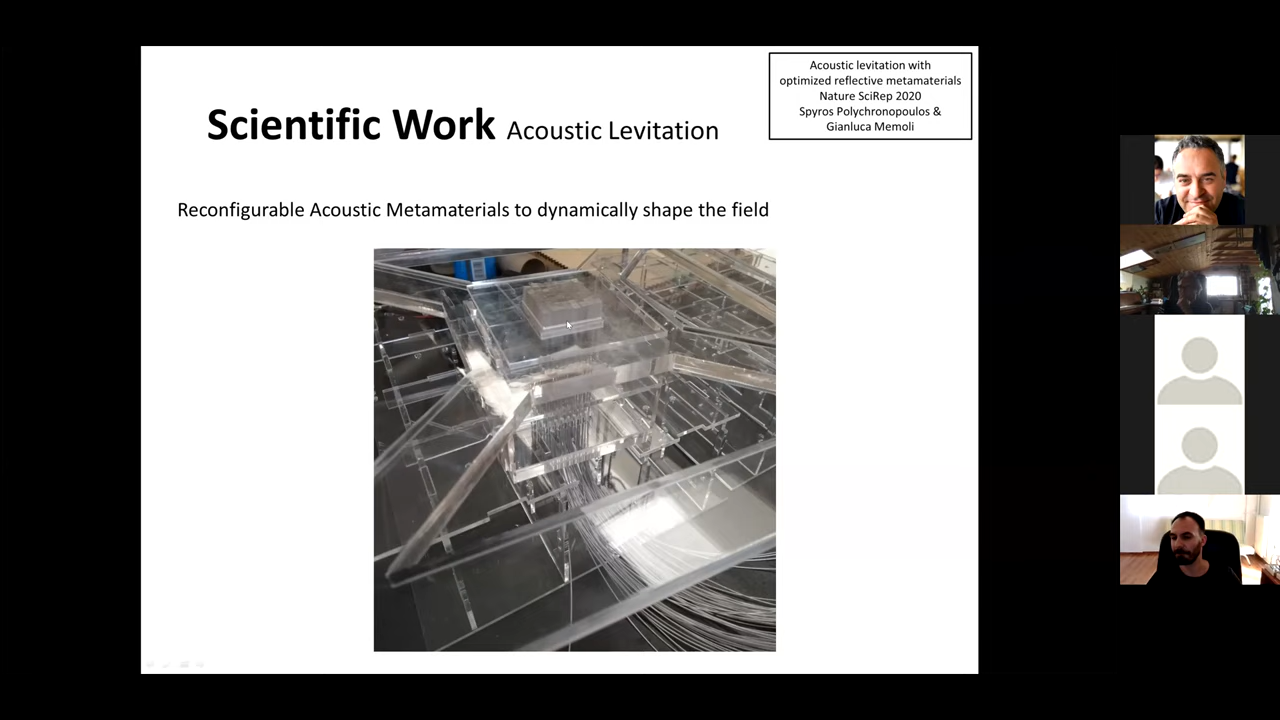 Acoustic levitation with
optimized reflective metamaterials
Nature SciRep 2020
Spyros Polychronopoulos &
Gianluca Memoli
Scientific Work Acoustic Levitation
Reconfigurable Acoustic Metamaterials to dynamically shape the field